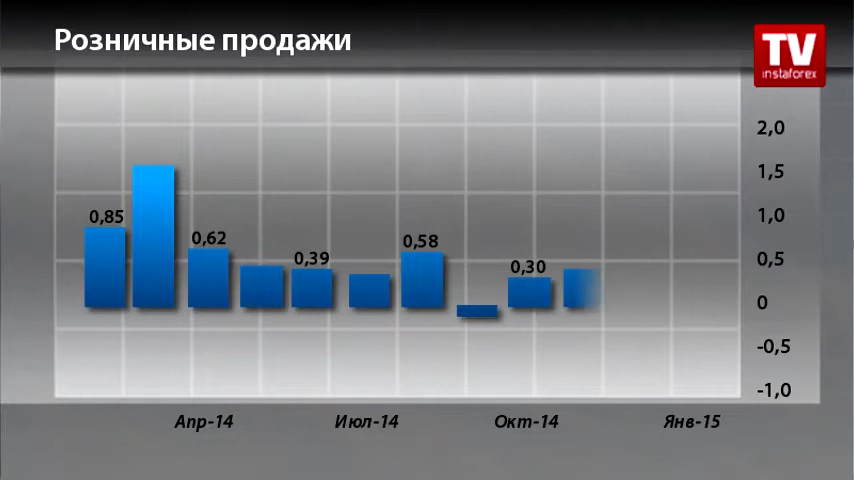 Розничные продажи
TV
instaforex
2,0
1,5
1,0
0,5
0
-0,5
-1,0
0,85
0,62
0,39
0,58
0,30
Апр-14
Июл-14
Окт-14
Янв-15